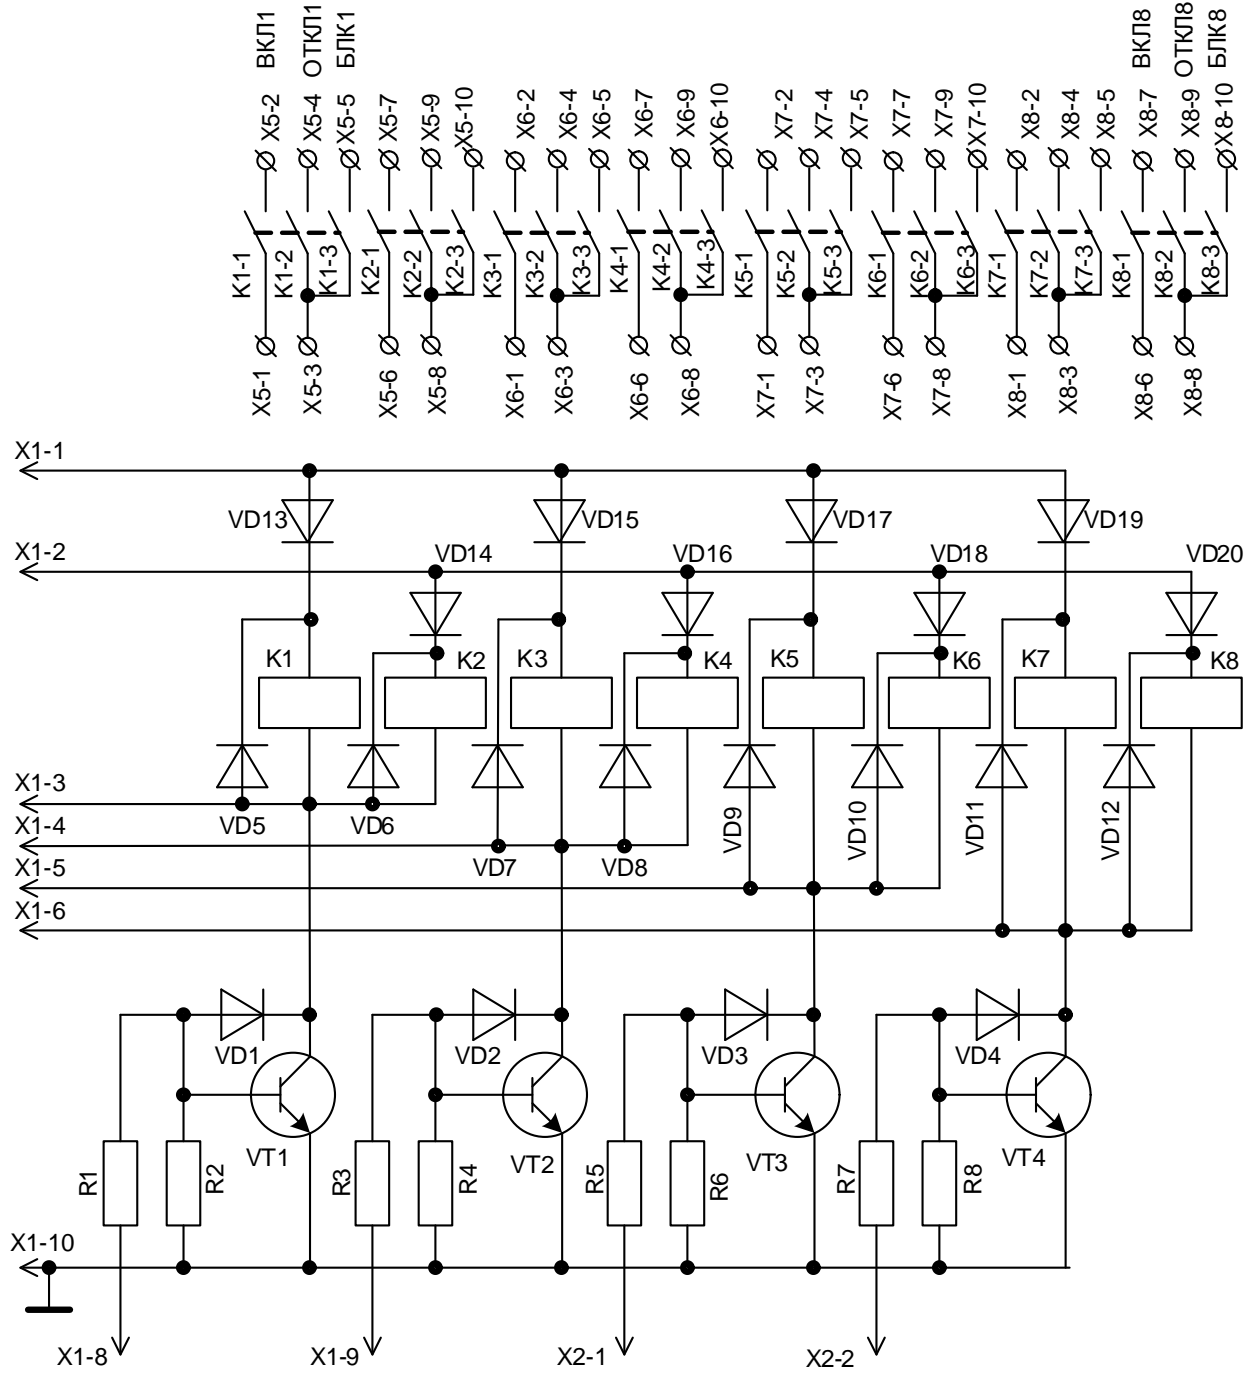 ВКЛ1 ОТКЛ1 БЛК1 ВКЛ8 ОТКЛ8 БЛК8
X5-2 X5-4 X5-5 X5-7 X5-9 X5-10 X6-2 X6-4 X6-5 X6-7 X6-9 X6-10 X7-2 X7-4 X7-5 X7-7 X7-9 X7-10 X8-2 X8-4 X8-5 X8-7 X8-9 X8-10
K1-1 K1-2 K1-3 K2-1 K2-2 K2-3 K3-1 K3-2 K3-3 K4-1 K4-2 K4-3 K5-1 K5-2 K5-3 K6-1 K6-2 K6-3 K7-1 K7-2 K7-3 K8-1 K8-2 K8-3
X5-1 X5-3 X5-6 X5-8 X6-1 X6-3 X6-6 X6-8 X7-1 X7-3 X7-6 X7-8 X8-1 X8-3 X8-6 X8-8
X1-1
VD13 VD15 VD17 VD19
X1-2 VD14 VD16 VD18 VD20
K1 K2 K3 K4 K5 K6 K7 K8
X1-3
VD5 VD6 VD9 VD10 VD11 VD12
X1-4
X1-5 VD7 VD8
X1-6
VD1 VD2 VD3 VD4
VT1 VT2 VT3 VT4
R1 R2 R3 R4 R5 R6 R7 R8
X1-10
X1-8 X1-9 X2-1 X2-2